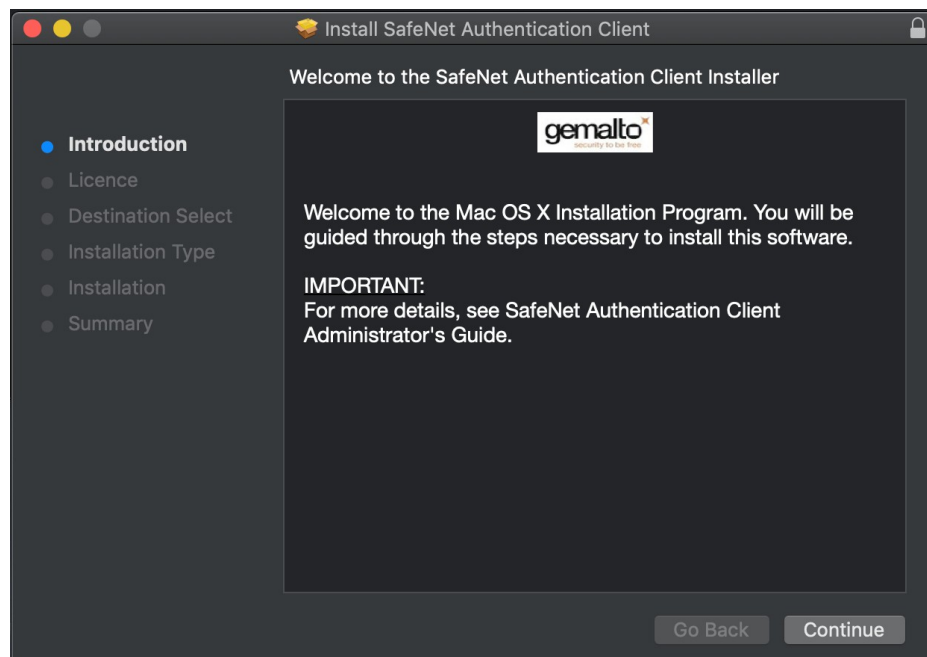 Install SafeNet Authentication Client
Welcome to the SafeNet Authentication Client Installer
Introduction
Licence
Destination Select
Installation Type
Installation
Summary
gemalto
security to be free
Welcome to the Mac OS X Installation Program. You will be
guided through the steps necessary to install this software.
IMPORTANT:
For more details, see SafeNet Authentication Client
Administrator's Guide.
Go Back
Continue